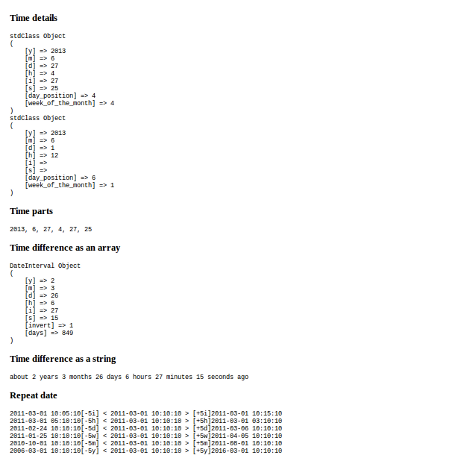 Time details
stdClass Object
(
[y] => 2013
[m] => 6
[d] => 27
[h] => 4
[i] => 27
[s] => 25
[day_position] => 4
[week_of_the_month] => 4
)
stdClass Object
(
[y] => 2013
[m] => 6
[d] => 1
[h] => 12
[i] =>
[s] =>
[day_position] => 6
[week_of_the_month] => 1
)
Time parts
2013, 6, 27, 4, 27, 25
Time difference as an array
DateInterval Object
(
[y] => 2
[m] => 3
[d] => 26
[h] => 6
[i] => 27
[s] => 15
[invert] => 1
[days] => 849
)
Time difference as a string
about 2 years 3 months 26 days 6 hours 27 minutes 15 seconds ago
Repeat date
2011-03-01 10:05:10[-5i] < 2011-03-01 10:10:10 > [+5i]2011-03-01 10:15:10
2011-03-01 05:10:10[-5h] < 2011-03-01 10:10:10 > [+5h]2011-03-01 03:10:10
2011-02-24 10:10:10[-5d] < 2011-03-01 10:10:10 > [+5d]2011-03-06 10:10:10
2011-01-25 10:10:10[-5w] < 2011-03-01 10:10:10 > [+5w]2011-04-05 10:10:10
2010-10-01 10:10:10[-5m] < 2011-03-01 10:10:10 > [+5m]2011-08-01 10:10:10
2006-03-01 10:10:10[-5y] < 2011-03-01 10:10:10 > [+5y]2016-03-01 10:10:10